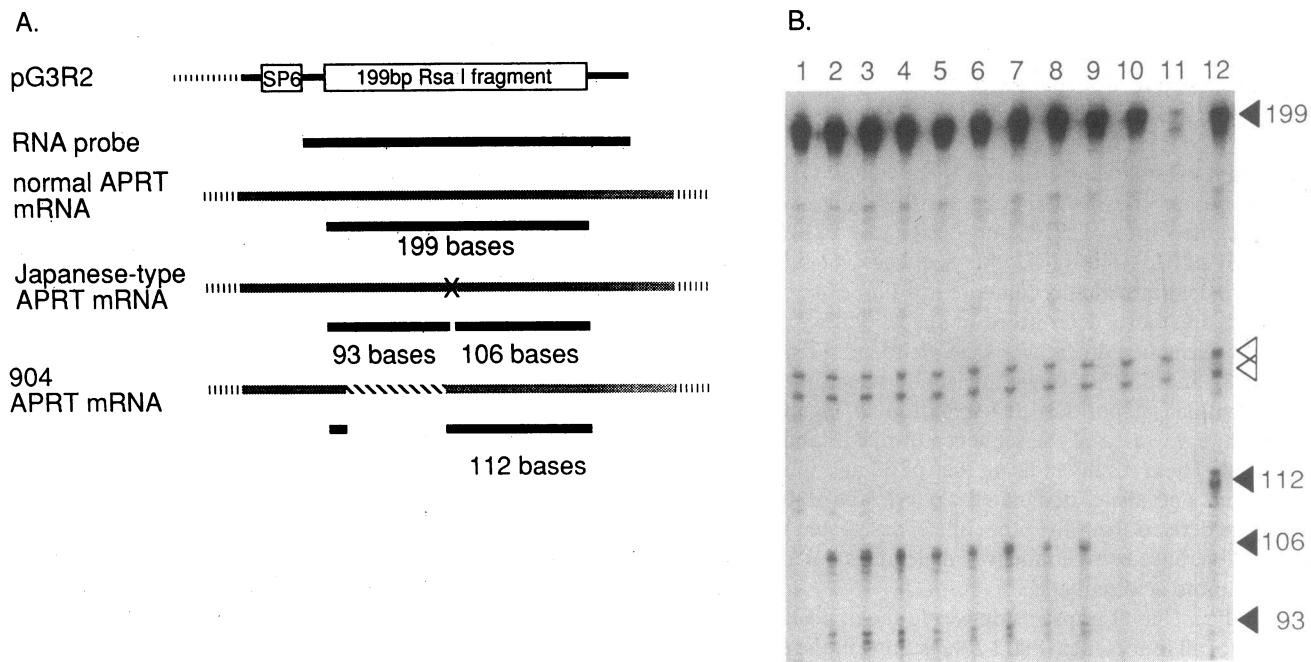 A.
pG3R2
SP6
199bp Rsa I fragment
RNA probe
normal APRT
mRNA
199 bases
Japanese-type
APRT mRNA
X
93 bases 106 bases
904
APRT mRNA
112 bases
B.
1 2 3 4 5 6 7 8 9 10 11 12
199
112
106
93